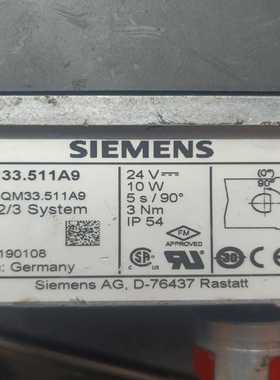 SIEMENS
33.511A9
QM33.511A9
2/3 System
24 V
10 W
5 s / 90°
3 Nm
IP 54
(0°)
(90°)
190108
: Germany
FM
APPROVED
Siemens AG, D-76437 Rastatt